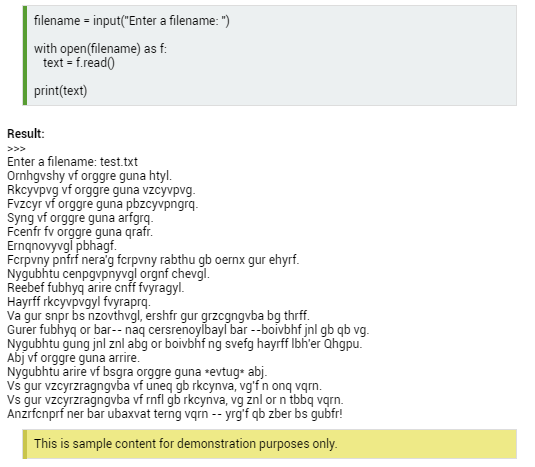 filename = input("Enter a filename: ")
with open(filename) as f:
text = f.read()
print(text)
Result:
>>>
Enter a filename: test.txt
Ornhgvshy vf orggre guna htyl.
Rkcyvpvg vf orggre guna vzcyvpvg.
Fvzcyr vf orggre guna pbzcyvpngrq.
Syng vf orggre guna arfgrq.
Fcenfr fv orggre guna qrafr.
Ernqnovyvgl pbhagf.
Fcrpvny pnfrf nera'g fcrpvny rabthu gb oernx gur ehyrf.
Nygubhtu cenpgvpnyvgl orgnf chevgl.
Reebef fubhyq arire cnff fvyragyl.
Hayrff rkcyvpvgyl fvyraprq.
Va gur snpr bs nzovthvgl, ershfr gur grzcgngvba bg thrff.
Gurer fubhyq or bar-- naq cersrenoylbayl bar --boivbhf jnl gb qb vg.
Nygubhtu gung jnl znl abg or boivbhf ng svefg hayrff lbh'er Qhgpu.
Abj vf orggre guna arrire.
Nygubhtu arire vf bsgra orggre guna *evtug* abj.
Vs gur vzcyrzragngvba vf uneq gb rkcynva, vg'f n onq vqrn.
Vs gur vzcyrzragngvba vf rnfl gb rkcynva, vg znl or n tbbq vqrn.
Anzrfcnprf ner bar ubaxvat terng vqrn -- yrg'f qb zber bs gubfr!
This is sample content for demonstration purposes only.